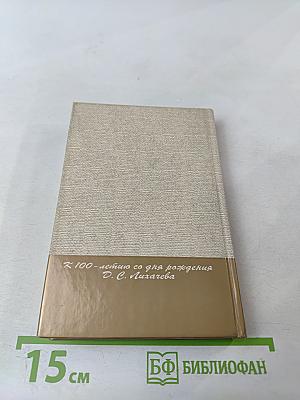 К 100-летию со дня рождения
Д. С. Лихачева
15 см
БФ БИБЛИОФАН